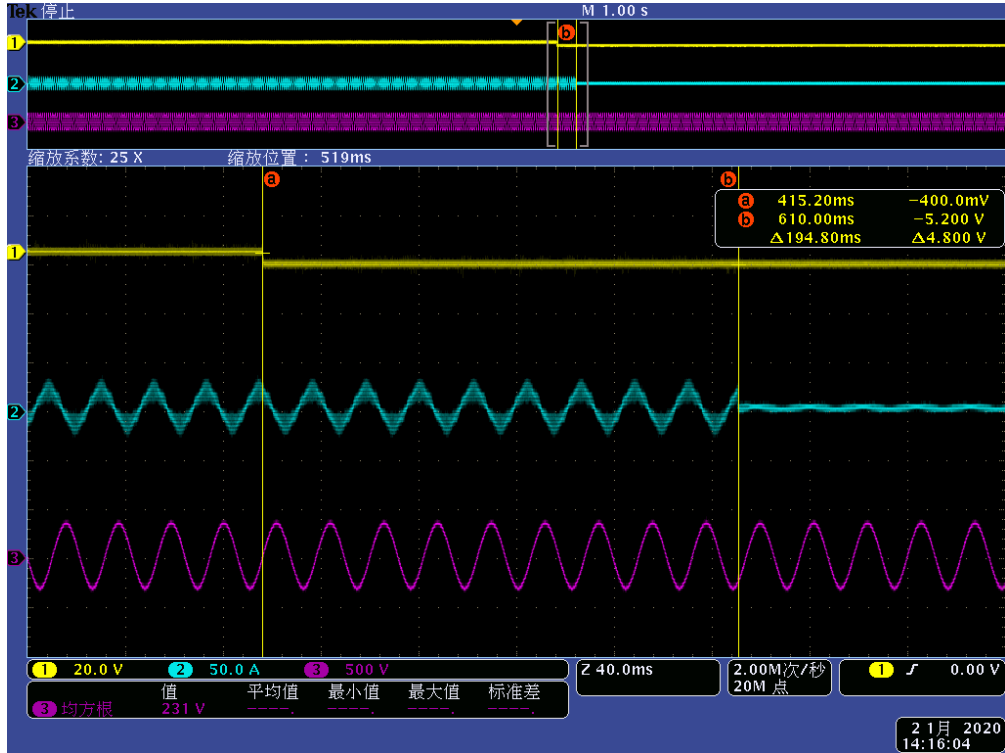 Tek 停止 M 1.00 s
b
1
2
3
缩放系数: 25 X 缩放位置： 519ms
a b
a 415.20ms −400.0mV
b 610.00ms −5.200 V
Δ194.80ms Δ4.800 V
1
2
3
1 20.0 V 2 50.0 A 3 500 V Z 40.0ms 2.00M次/秒 1 0.00 V
20M 点
值 平均值 最小值 最大值 标准差
3 均方根 231 V ----. ----. ----. ----.
2 1月 2020
14:16:04